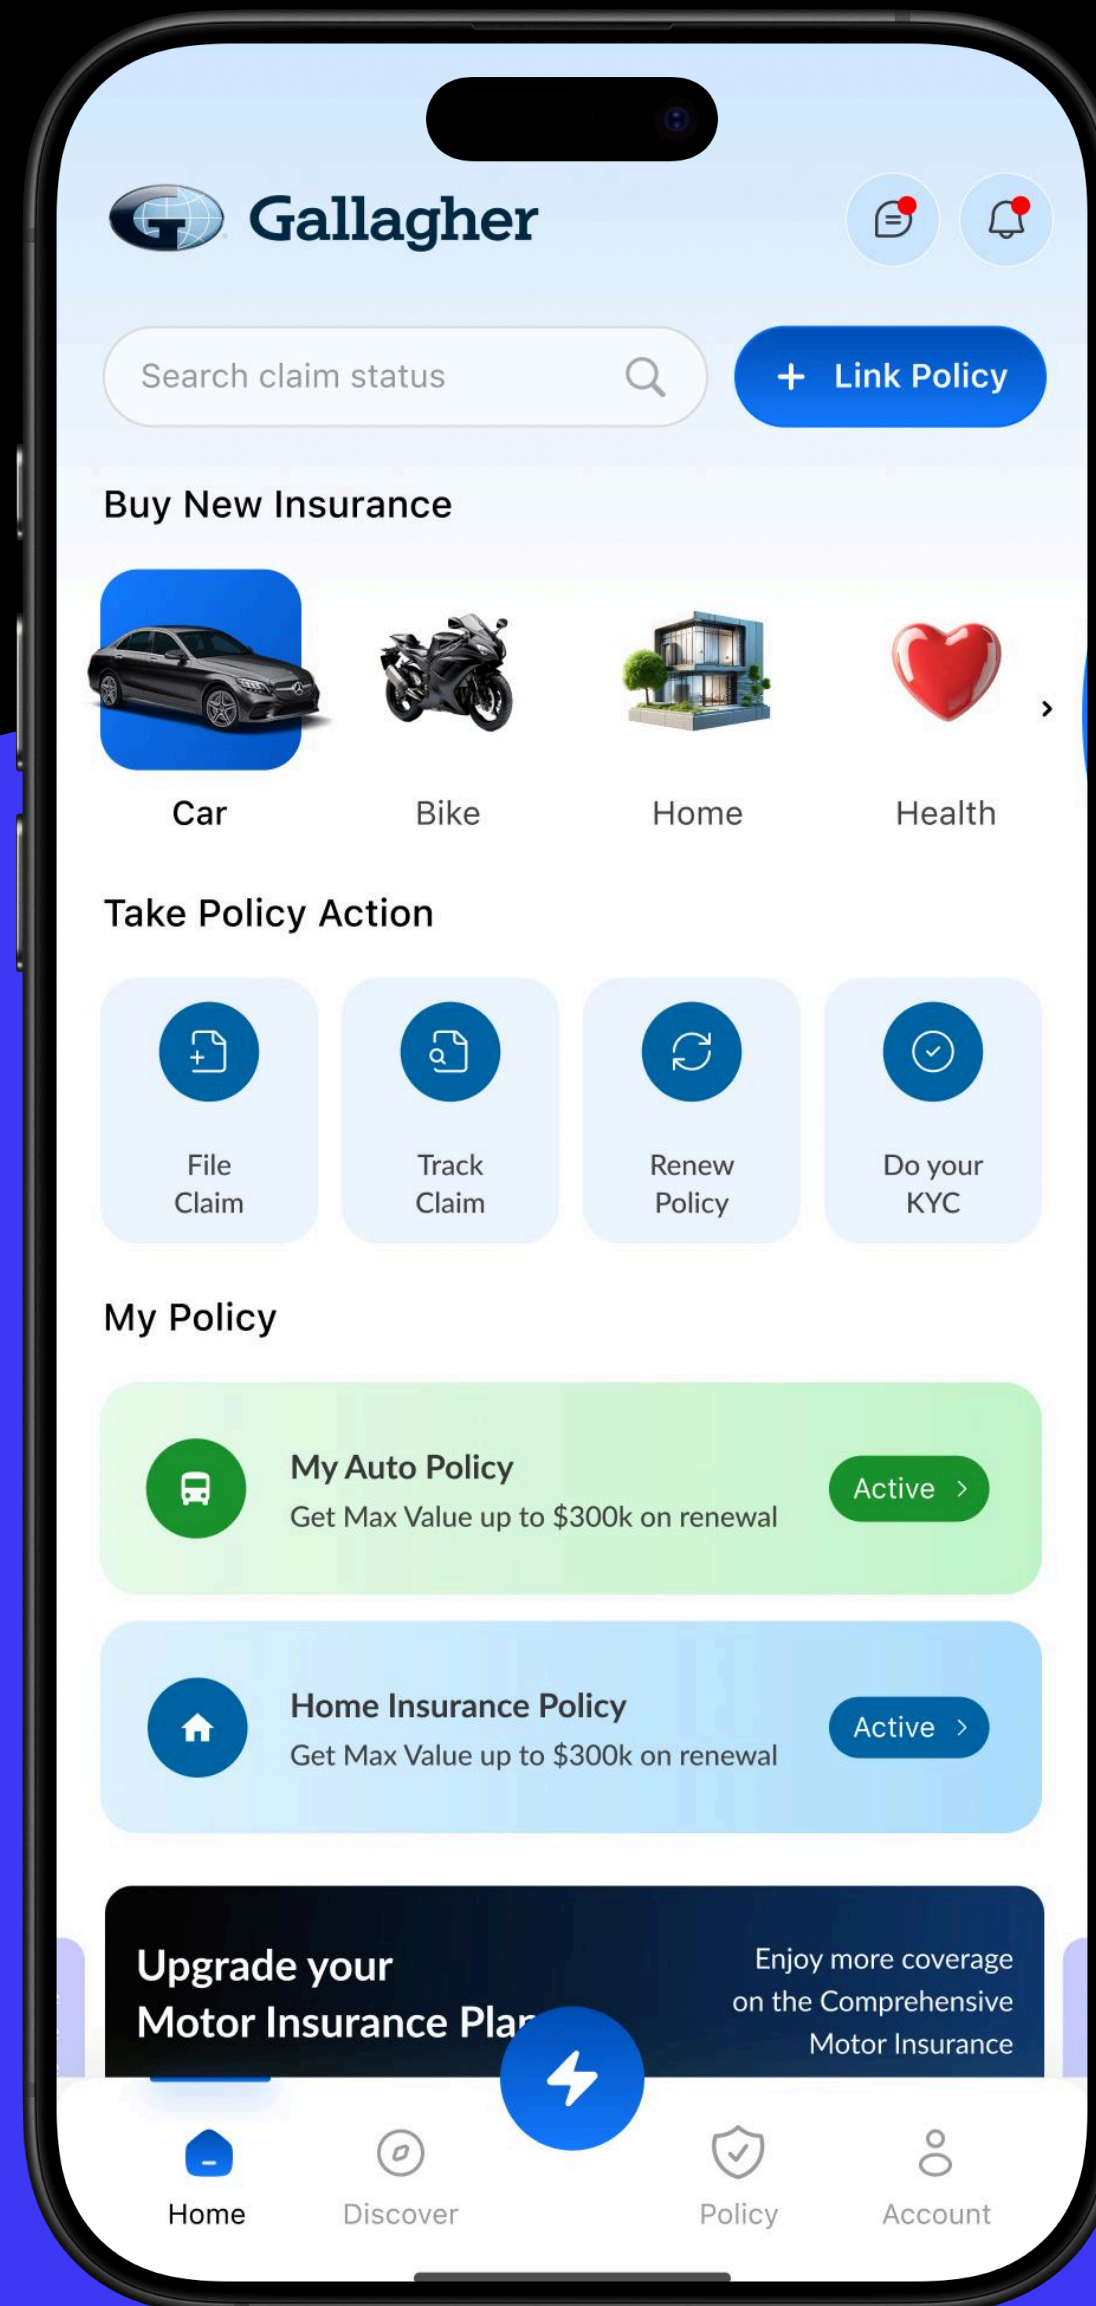 Gallagher
Search claim status
+ Link Policy
Buy New Insurance
Car
Bike
Home
Health
Take Policy Action
File
Claim
Track
Claim
Renew
Policy
Do your
KYC
My Policy
My Auto Policy
Get Max Value up to $300k on renewal
Active
Home Insurance Policy
Get Max Value up to $300k on renewal
Active
Upgrade your
Motor Insurance
Enjoy more coverage
on the Comprehensive
Motor Insurance
Home
Discover
Policy
Account